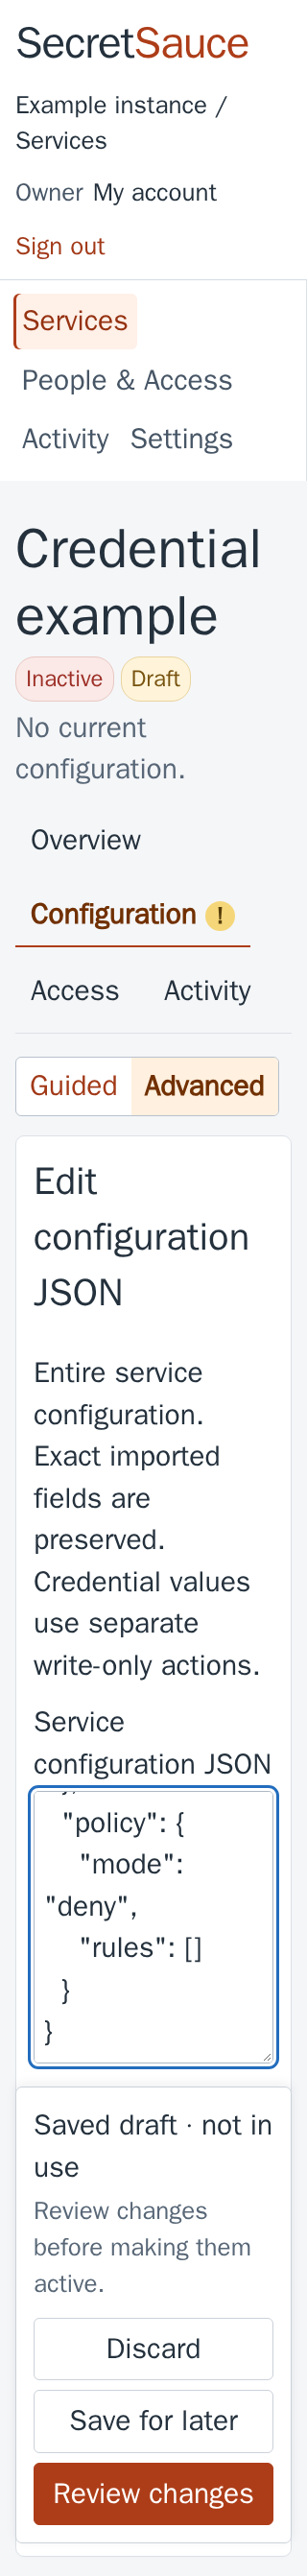 SecretSauce
Example instance /
Services
Owner My account
Sign out
Services
People & Access
Activity Settings
Credential
example
Inactive Draft
No current
configuration.
Overview
Configuration !
Access Activity
Guided Advanced
Edit
configuration
JSON
Entire service
configuration.
Exact imported
fields are
preserved.
Credential values
use separate
write-only actions.
Service
configuration JSON
"policy": {
"mode":
"deny",
"rules": []
}
}
Saved draft · not in
use
Review changes
before making them
active.
Discard
Save for later
Review changes